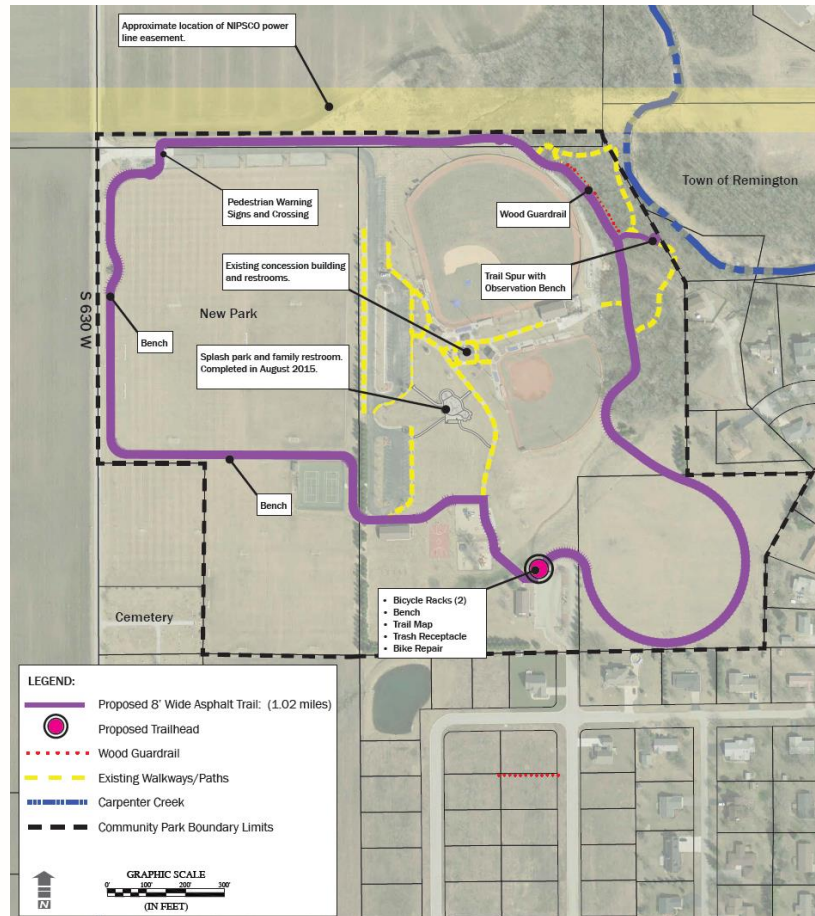 Approximate location of NIPSCO power
line easement.
Town of Remington
Pedestrian Warning
Signs and Crossing
Wood Guardrail
Existing concession building
and restrooms.
Trail Spur with
Observation Bench
S 630 W
New Park
Bench
Splash park and family restroom.
Completed in August 2015.
Bench
• Bicycle Racks (2)
• Bench
• Trail Map
• Trash Receptacle
• Bike Repair
Cemetery
LEGEND:
Proposed 8' Wide Asphalt Trail: (1.02 miles)
Proposed Trailhead
Wood Guardrail
Existing Walkways/Paths
Carpenter Creek
Community Park Boundary Limits
N
GRAPHIC SCALE
0' 100' 200' 300'
(IN FEET)